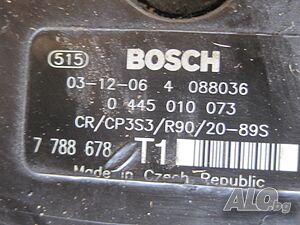 515 BOSCH
03-12-06 4 088036
0 445 010 073
CR/CP3S3/R90/20-89S
7 788 678 T1
Made in Czech Republic
ALO.bg